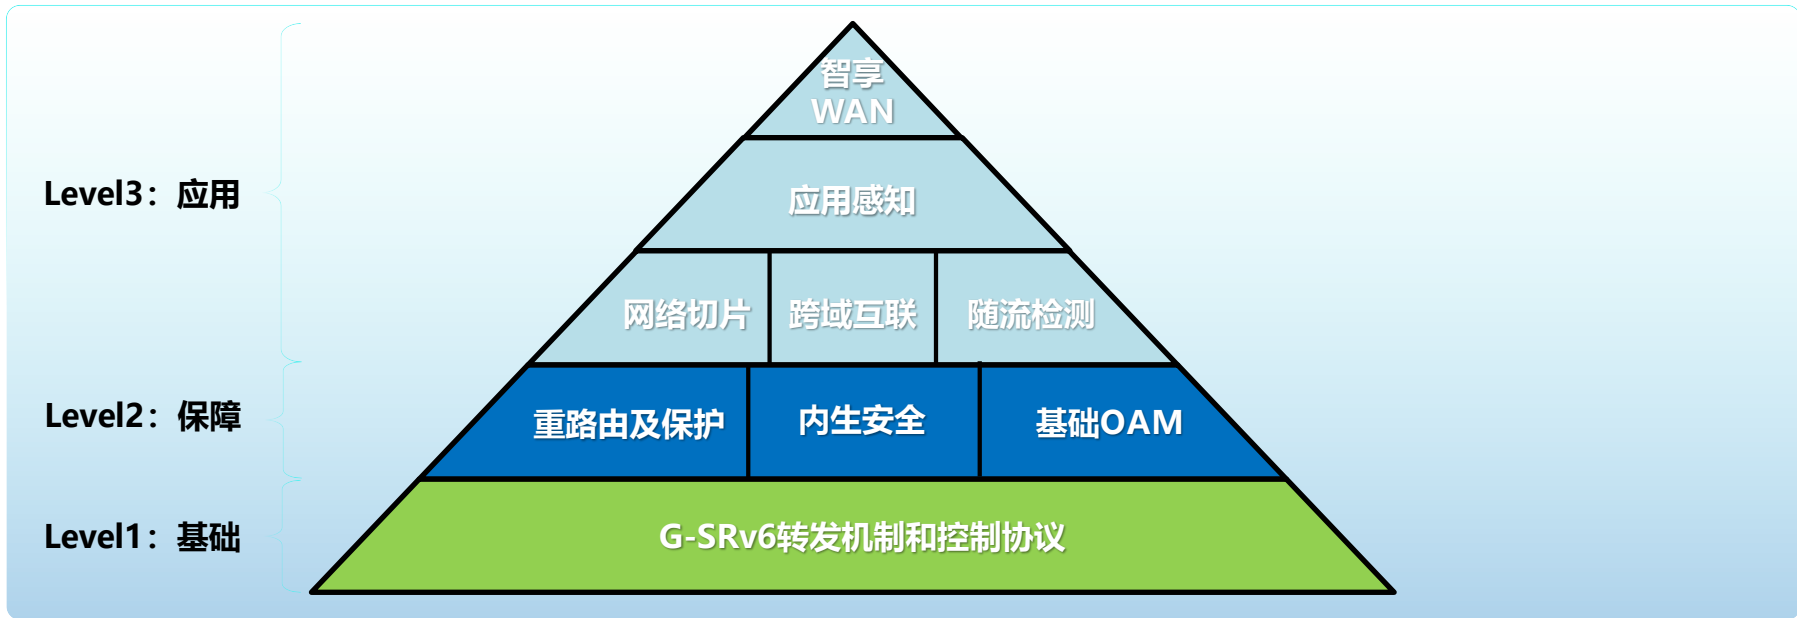 智享
WAN
Level3：应用
应用感知
网络切片
跨域互联
随流检测
Level2：保障
重路由及保护
内生安全
基础OAM
Level1：基础
G-SRv6转发机制和控制协议